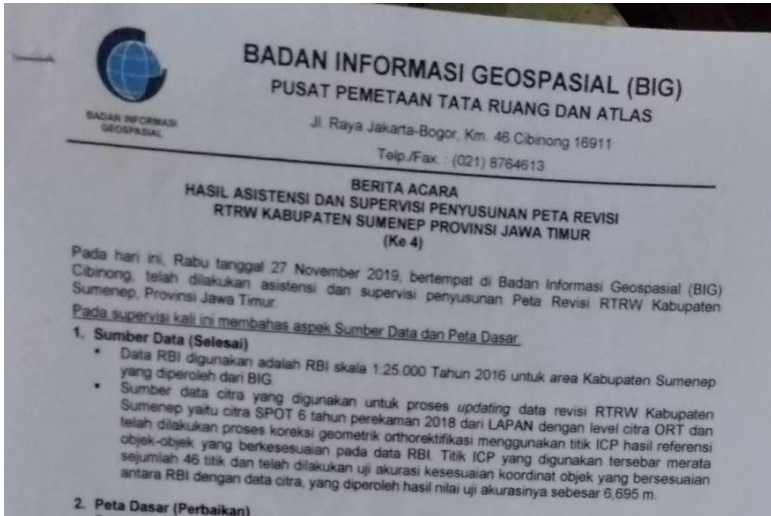 BADAN INFORMASI
GEOSPASIAL
BADAN INFORMASI GEOSPASIAL (BIG)
PUSAT PEMETAAN TATA RUANG DAN ATLAS
Jl. Raya Jakarta-Bogor, Km. 46 Cibinong 16911
Telp./Fax. : (021) 8764613
BERITA ACARA
HASIL ASISTENSI DAN SUPERVISI PENYUSUNAN PETA REVISI
RTRW KABUPATEN SUMENEP PROVINSI JAWA TIMUR
(Ke 4)
Pada hari ini, Rabu tanggal 27 November 2019, bertempat di Badan Informasi Geospasial (BIG)
Cibinong, telah dilakukan asistensi dan supervisi penyusunan Peta Revisi RTRW Kabupaten
Sumenep, Provinsi Jawa Timur.
Pada supervisi kali ini membahas aspek Sumber Data dan Peta Dasar.
1. Sumber Data (Selesai)
▪ Data RBI digunakan adalah RBI skala 1:25.000 Tahun 2016 untuk area Kabupaten Sumenep
yang diperoleh dari BIG.
▪ Sumber data citra yang digunakan untuk proses updating data revisi RTRW Kabupaten
Sumenep yaitu citra SPOT 6 tahun perekaman 2018 dari LAPAN dengan level citra ORT dan
telah dilakukan proses koreksi geometrik orthorektifikasi menggunakan titik ICP hasil referensi
objek-objek yang berkesesuaian pada data RBI. Titik ICP yang digunakan tersebar merata
sejumlah 46 titik dan telah dilakukan uji akurasi kesesuaian koordinat objek yang bersesuaian
antara RBI dengan data citra, yang diperoleh hasil nilai uji akurasinya sebesar 6,695 m.
2. Peta Dasar (Perbaikan)